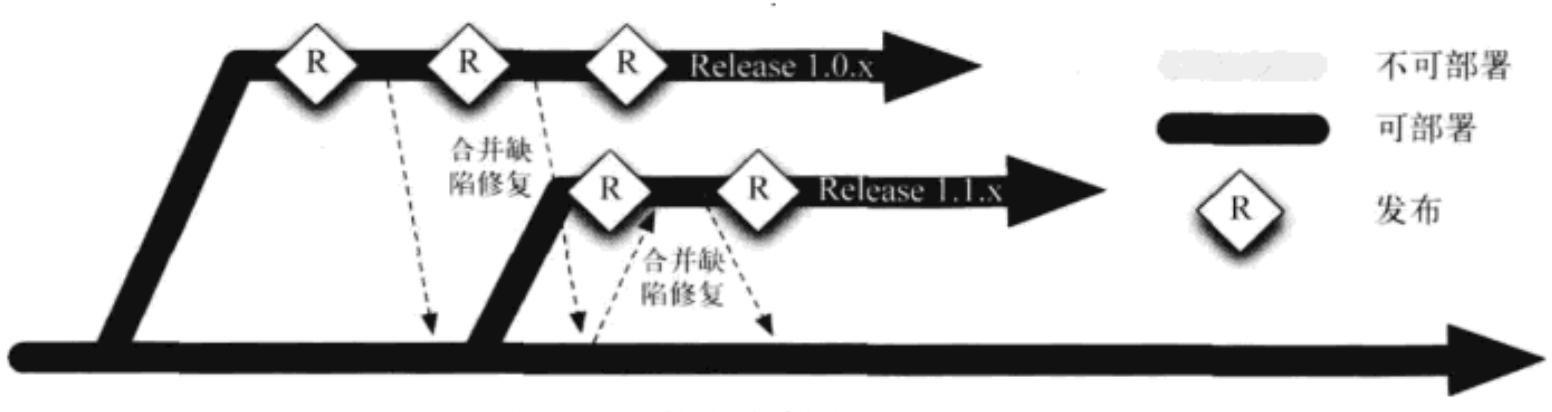 R
R
R
Release 1.0.x
不可部署
可部署
合并缺
陷修复
R
R
Release 1.1.x
R
发布
合并缺
陷修复